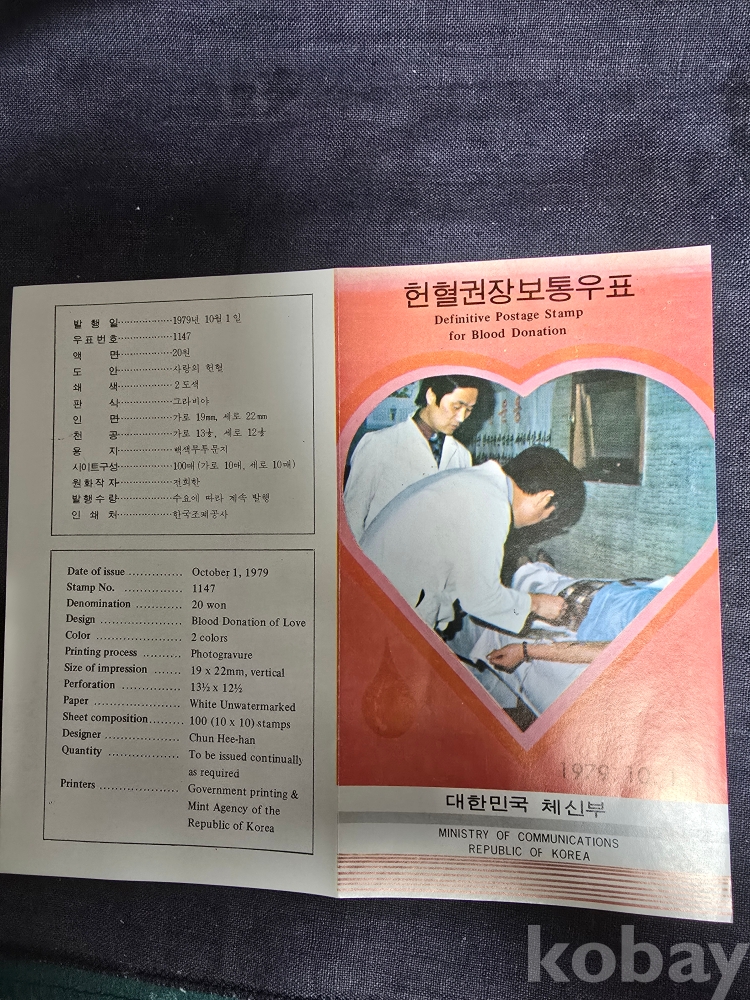 발 행 일 ·················· 1979년 10월 1일
우표번호 ·················· 1147
액 면 ·················· 20원
도 안 ·················· 사랑의 헌혈
쇄 색 ·················· 2도색
판 식 ·················· 그라비아
인 면 ·················· 가로 19mm, 세로 22mm
천 공 ·················· 가로 13½, 세로 12½
용 지 ·················· 백색무투문지
시이트구성 ·················· 100매(가로 10매, 세로 10매)
원화작자 ·················· 전희한
발행수량 ·················· 수요에 따라 계속 발행
인 쇄 처 ·················· 한국조폐공사
Date of issue ............... October 1, 1979
Stamp No. ............... 1147
Denomination ............... 20 won
Design ............... Blood Donation of Love
Color ............... 2 colors
Printing process .......... Photogravure
Size of impression ....... 19 x 22mm, vertical
Perforation ............... 13½ x 12½
Paper ............... White Unwatermarked
Sheet composition......... 100 (10 x 10) stamps
Designer ............... Chun Hee-han
Quantity ............... To be issued continually
as required
Printers ............... Government printing &
Mint Agency of the
Republic of Korea
헌혈권장보통우표
Definitive Postage Stamp
for Blood Donation
1979. 10. 1
대한민국 체신부
MINISTRY OF COMMUNICATIONS
REPUBLIC OF KOREA
kobay